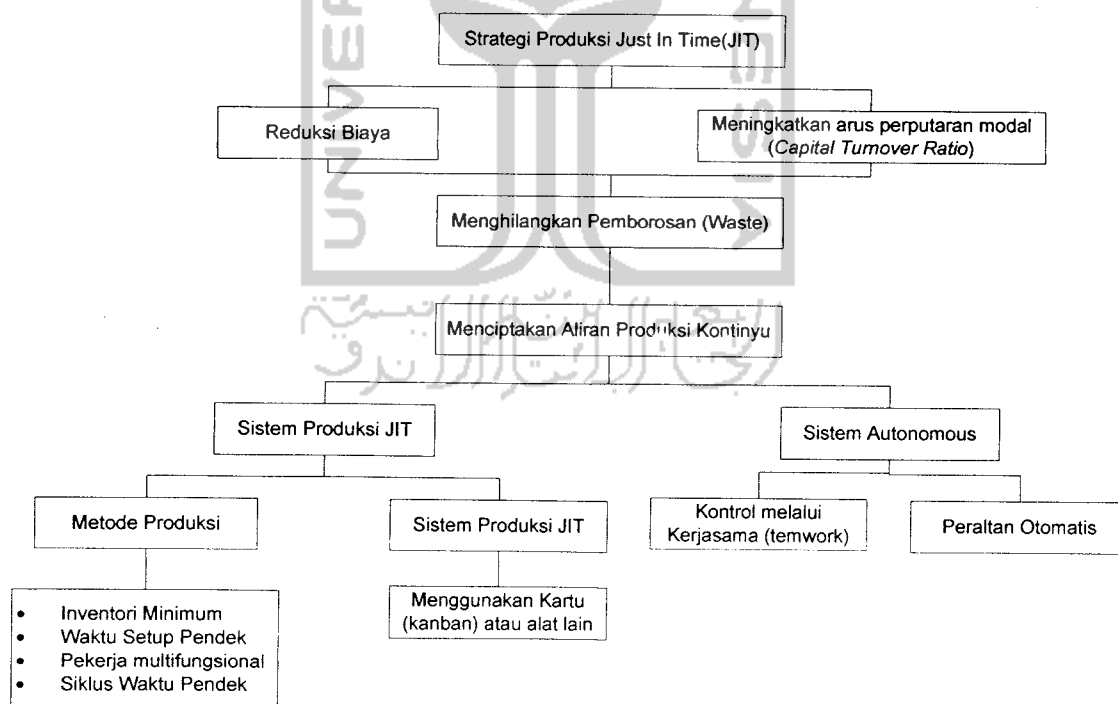 Strategi Produksi Just In Time(JIT)
Reduksi Biaya
Meningkatkan arus perputaran modal
(Capital Turnover Ratio)
Menghilangkan Pemborosan (Waste)
Menciptakan Aliran Produksi Kontinyu
Sistem Produksi JIT
Sistem Autonomous
Metode Produksi
Sistem Produksi JIT
Kontrol melalui
Kerjasama (temwork)
Peraltan Otomatis
• Inventori Minimum
• Waktu Setup Pendek
• Pekerja multifungsional
• Siklus Waktu Pendek
Menggunakan Kartu
(kanban) atau alat lain